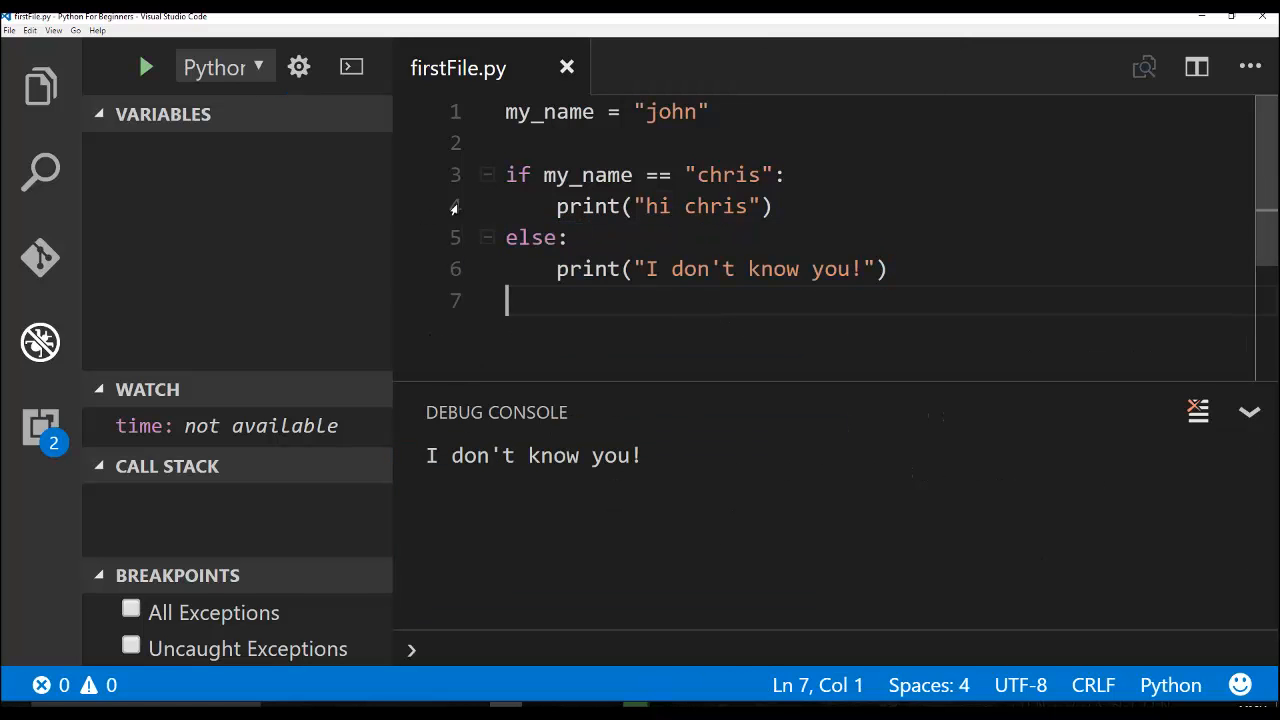 firstFile.py - Python For Beginners - Visual Studio Code
File Edit View Go Help
Python
firstFile.py
VARIABLES
1 my_name = "john"
2
3 if my_name == "chris":
print("hi chris")
5 else:
6 print("I don't know you!")
7
WATCH
time: not available
CALL STACK
BREAKPOINTS
All Exceptions
Uncaught Exceptions
DEBUG CONSOLE
I don't know you!
2
0 0
Ln 7, Col 1 Spaces: 4 UTF-8 CRLF Python